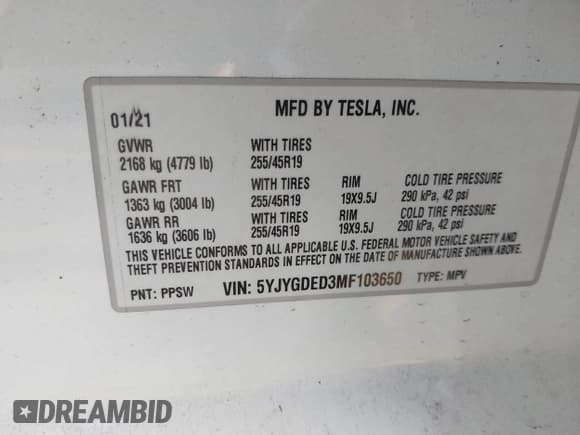 01/21 MFD BY TESLA, INC.
GVWR WITH TIRES
2168 kg (4779 lb) 255/45R19
GAWR FRT WITH TIRES RIM COLD TIRE PRESSURE
1363 kg (3004 lb) 255/45R19 19X9.5J 290 kPa, 42 psi
GAWR RR WITH TIRES RIM COLD TIRE PRESSURE
1636 kg (3606 lb) 255/45R19 19X9.5J 290 kPa, 42 psi
THIS VEHICLE CONFORMS TO ALL APPLICABLE U.S. FEDERAL MOTOR VEHICLE SAFETY AND
THEFT PREVENTION STANDARDS IN EFFECT ON THE DATE OF MANUFACTURE SHOWN ABOVE.
PNT: PPSW VIN: 5YJYGDED3MF103650 TYPE: MPV
DREAMBID